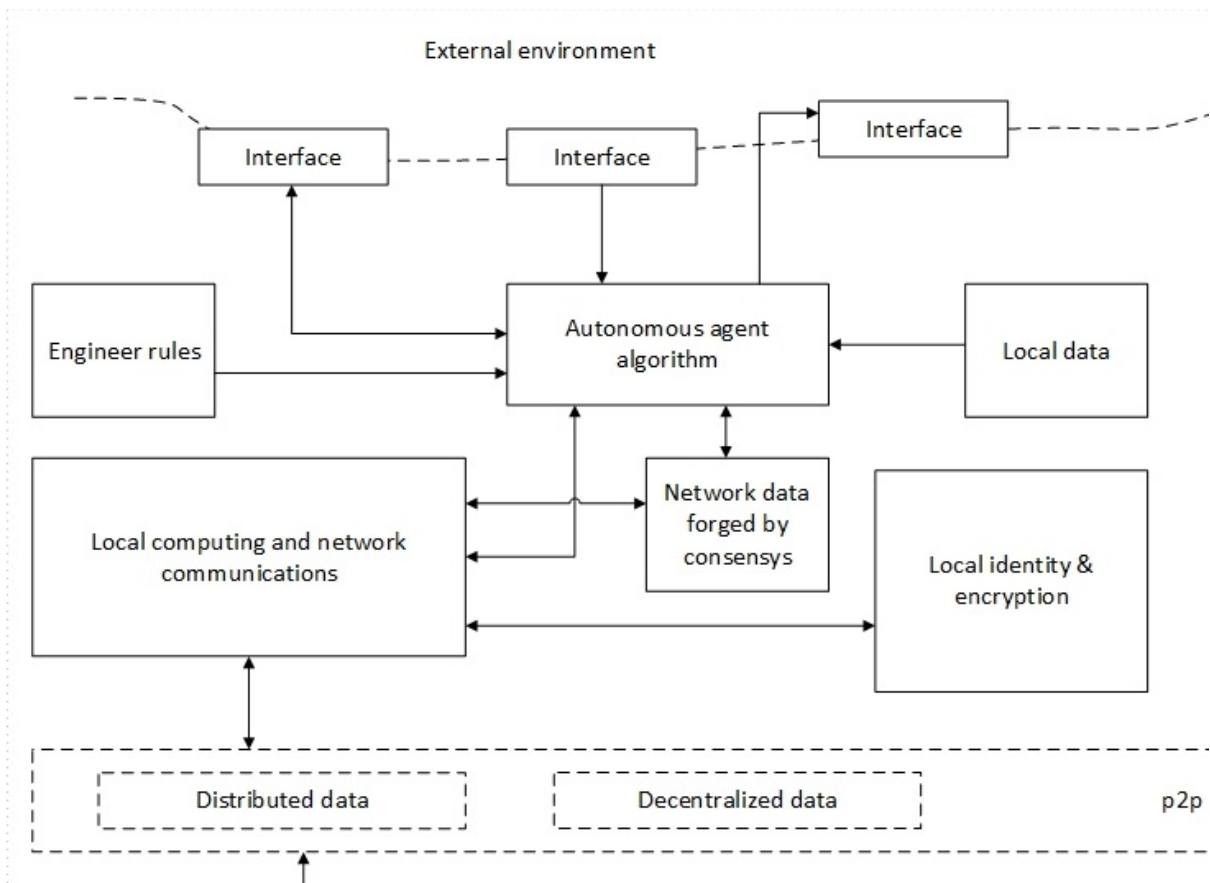 External environment
Interface
Interface
Interface
Engineer rules
Autonomous agent
algorithm
Local data
Local computing and network
communications
Network data
forged by
consensys
Local identity &
encryption
Distributed data
Decentralized data
p2p